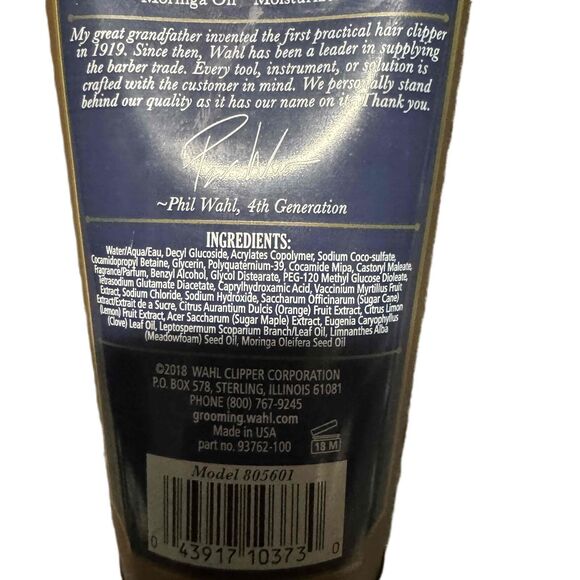 Moringa Oil
My great grandfather invented the first practical hair clipper
in 1919. Since then, Wahl has been a leader in supplying
the barber trade. Every tool, instrument, or solution is
crafted with the customer in mind. We personally stand
behind our quality as it has our name on it. Thank you.
~Phil Wahl, 4th Generation
INGREDIENTS:
Water/Aqua/Eau, Decyl Glucoside, Acrylates Copolymer, Sodium Coco-sulfate,
Cocamidopropyl Betaine, Glycerin, Polyquaternium-39, Cocamide Mipa, Castoryl Maleate,
Fragrance/Parfum, Benzyl Alcohol, Glycol Distearate, PEG-120 Methyl Glucose Dioleate,
Tetrasodium Glutamate Diacetate, Caprylhydroxamic Acid, Vaccinium Myrtillus Fruit
Extract, Sodium Chloride, Sodium Hydroxide, Saccharum Officinarum (Sugar Cane)
Extract/Extrait de a Sucre, Citrus Aurantium Dulcis (Orange) Fruit Extract, Citrus Limon
(Lemon) Fruit Extract, Acer Saccharum (Sugar Maple) Extract, Eugenia Caryophyllus
(Clove) Leaf Oil, Leptospermum Scoparium Branch/Leaf Oil, Limnanthes Alba
(Meadowfoam) Seed Oil, Moringa Oleifera Seed Oil
©2018 WAHL CLIPPER CORPORATION
P.O. BOX 578, STERLING, ILLINOIS 61081
PHONE (800) 767-9245
grooming.wahl.com
Made in USA
part no. 93762-100
18 M
Model 805601
0 43917 10373 0